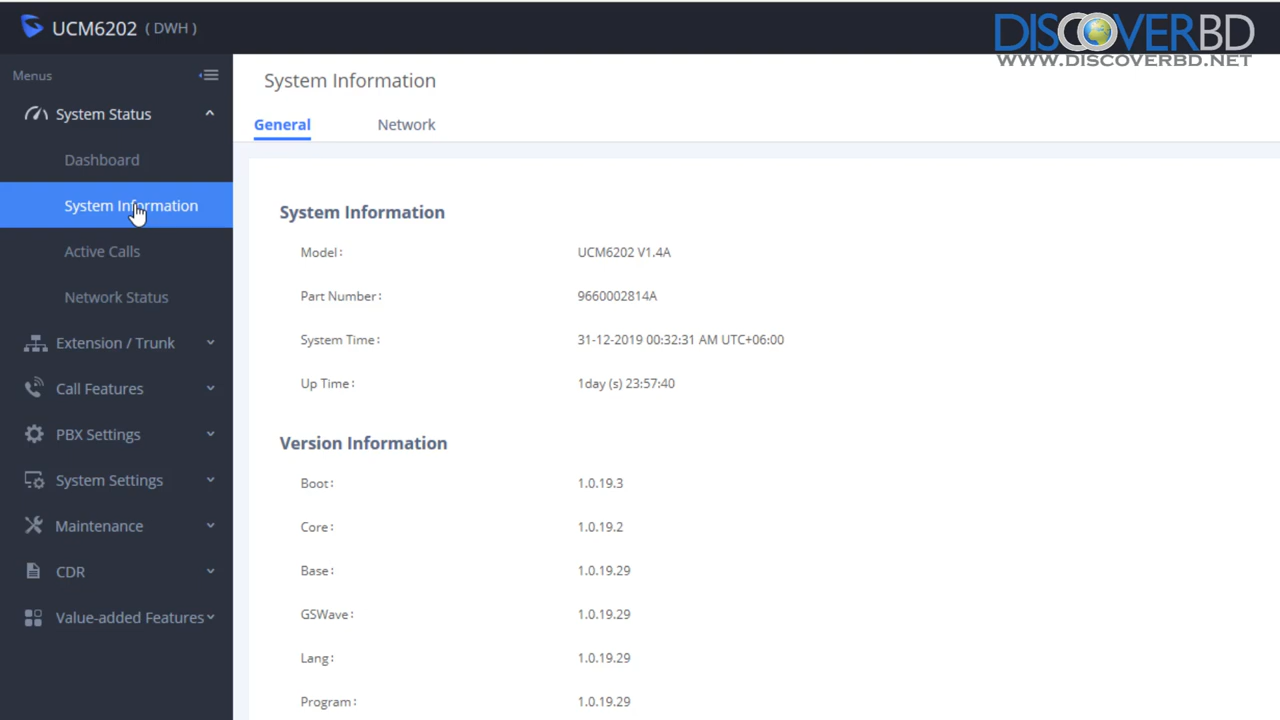 UCM6202 ( DWH )
DISCOVERBD
WWW.DISCOVERBD.NET
Menus
System Status
Dashboard
System Information
Active Calls
Network Status
Extension / Trunk
Call Features
PBX Settings
System Settings
Maintenance
CDR
Value-added Features
System Information
General Network
System Information
Model: UCM6202 V1.4A
Part Number: 9660002814A
System Time: 31-12-2019 00:32:31 AM UTC+06:00
Up Time: 1day (s) 23:57:40
Version Information
Boot: 1.0.19.3
Core: 1.0.19.2
Base: 1.0.19.29
GSWave: 1.0.19.29
Lang: 1.0.19.29
Program: 1.0.19.29